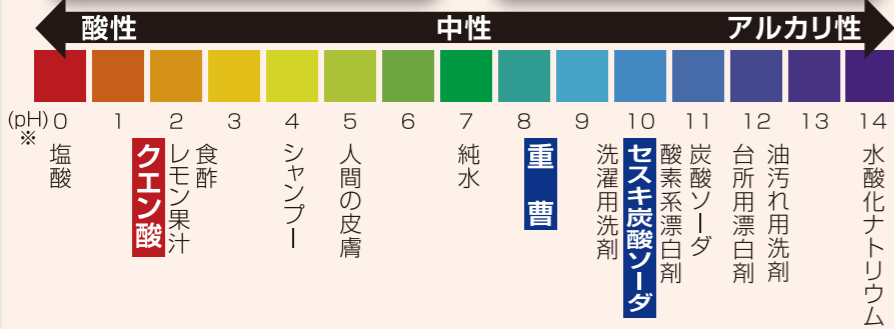 酸性 中性 アルカリ性
(pH) 0 1 2 3 4 5 6 7 8 9 10 11 12 13 14
※
塩酸
クエン酸
レモン果汁
食酢
シャンプー
人間の皮膚
純水
重曹
洗濯用洗剤
セスキ炭酸ソーダ
酸素系漂白剤
炭酸ソーダ
台所用漂白剤
油汚れ用洗剤
水酸化ナトリウム